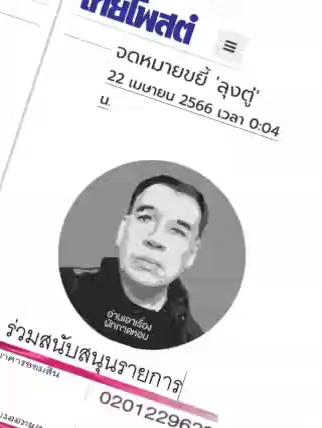 ไทยโพสต์
จดหมายขยี้ 'ลุงตู่'
22 เมษายน 2566 เวลา 0:04
น.
อ่านเอาเรื่อง
ผักกาดหอม
ร่วมสนับสนุนรายการ